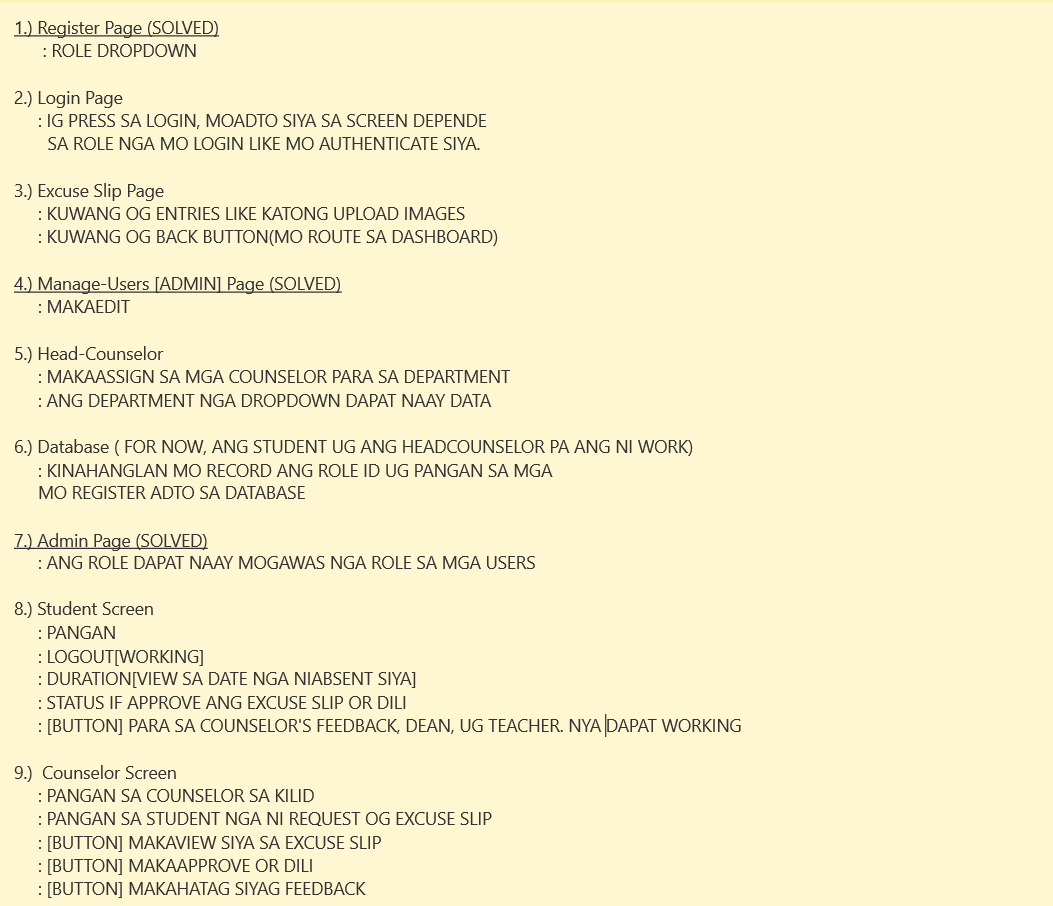 1.) Register Page (SOLVED)
: ROLE DROPDOWN
2.) Login Page
: IG PRESS SA LOGIN, MOADTO SIYA SA SCREEN DEPENDE
SA ROLE NGA MO LOGIN LIKE MO AUTHENTICATE SIYA.
3.) Excuse Slip Page
: KUWANG OG ENTRIES LIKE KATONG UPLOAD IMAGES
: KUWANG OG BACK BUTTON(MO ROUTE SA DASHBOARD)
4.) Manage-Users [ADMIN] Page (SOLVED)
: MAKAEDIT
5.) Head-Counselor
: MAKAASSIGN SA MGA COUNSELOR PARA SA DEPARTMENT
: ANG DEPARTMENT NGA DROPDOWN DAPAT NAAY DATA
6.) Database ( FOR NOW, ANG STUDENT UG ANG HEADCOUNSELOR PA ANG NI WORK)
: KINAHANGLAN MO RECORD ANG ROLE ID UG PANGAN SA MGA
MO REGISTER ADTO SA DATABASE
7.) Admin Page (SOLVED)
: ANG ROLE DAPAT NAAY MOGAWAS NGA ROLE SA MGA USERS
8.) Student Screen
: PANGAN
: LOGOUT[WORKING]
: DURATION[VIEW SA DATE NGA NIABSENT SIYA]
: STATUS IF APPROVE ANG EXCUSE SLIP OR DILI
: [BUTTON] PARA SA COUNSELOR'S FEEDBACK, DEAN, UG TEACHER. NYA DAPAT WORKING
9.) Counselor Screen
: PANGAN SA COUNSELOR SA KILID
: PANGAN SA STUDENT NGA NI REQUEST OG EXCUSE SLIP
: [BUTTON] MAKAVIEW SIYA SA EXCUSE SLIP
: [BUTTON] MAKAAPPROVE OR DILI
: [BUTTON] MAKAHATAG SIYAG FEEDBACK